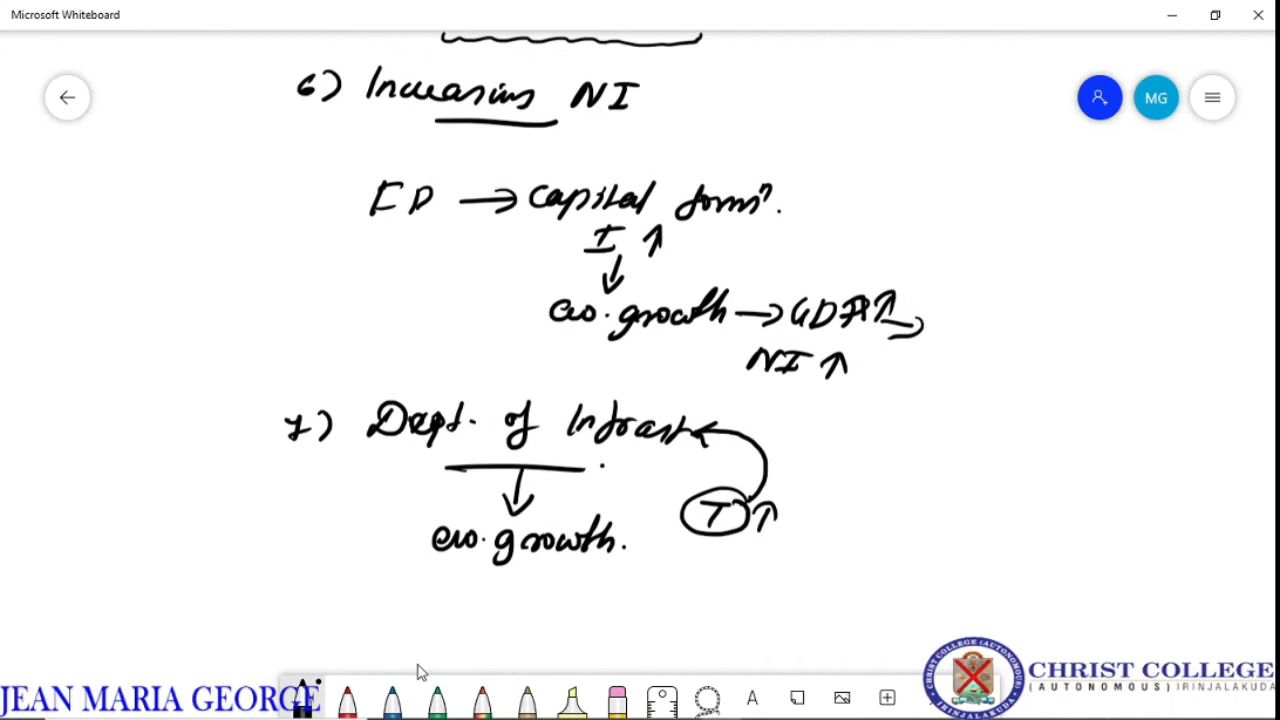 Microsoft Whiteboard
6) Increasing NI
MG
ED → Capital formⁿ.
I ↑
↓
eco. growth → GDP↑
NI ↑
7) Dept. of Infrast
↓
T ↑
eco. growth.
A
JEAN MARIA GEORGE
CHRIST COLLEGE
(AUTONOMOUS) IRINJALAKUDA